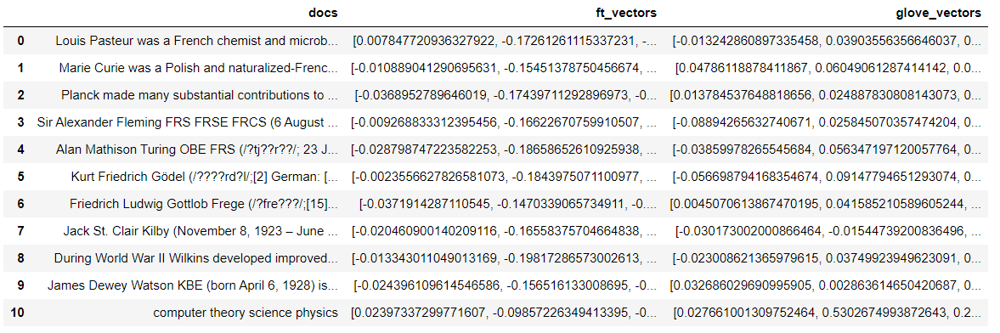 docs ft_vectors glove_vectors
0 Louis Pasteur was a French chemist and microb... [0.007847720936327922, -0.17261261115337231, -... [-0.013242860897335458, 0.03903556356646037, 0...
1 Marie Curie was a Polish and naturalized-Frenc... [-0.010889041290695631, -0.15451378750456674, ... [0.04786118878411867, 0.06049061287414142, 0.0...
2 Planck made many substantial contributions to ... [-0.0368952789646019, -0.17439711292896973, -0... [0.013784537648818656, 0.024887830808143073, 0...
3 Sir Alexander Fleming FRS FRSE FRCS (6 August ... [-0.009268833312395456, -0.16622670759910507, ... [-0.08894265632740671, 0.025845070357474204, 0...
4 Alan Mathison Turing OBE FRS (/?tj??r??/; 23 J... [-0.028798747223582253, -0.18658652610925938, ... [-0.03859978265545684, 0.056347197120057764, 0...
5 Kurt Friedrich Gödel (/????rd?l/;[2] German: [... [-0.0023556627826581073, -0.1843975071100977, ... [-0.056698794168354674, 0.09147794651293074, 0...
6 Friedrich Ludwig Gottlob Frege (/?fre???/;[15]... [-0.0371914287110545, -0.1470339065734911, -0.... [0.0045070613867470195, 0.041585210589605244, ...
7 Jack St. Clair Kilby (November 8, 1923 – June ... [-0.020460900140209116, -0.16558375704664838, ... [-0.030173002000866464, -0.01544739200836496, ...
8 During World War II Wilkins developed improved... [-0.013343011049013169, -0.19817286573002613, ... [-0.023008621365979615, 0.03749923949623091, 0...
9 James Dewey Watson KBE (born April 6, 1928) is... [-0.024396109614546586, -0.156516133008695, -0... [0.032686029690995905, 0.002863614650420687, 0...
10 computer theory science physics [0.02397337299771607, -0.09857226349413395, -0... [0.027661001309752464, 0.5302674993872643, 0.2...